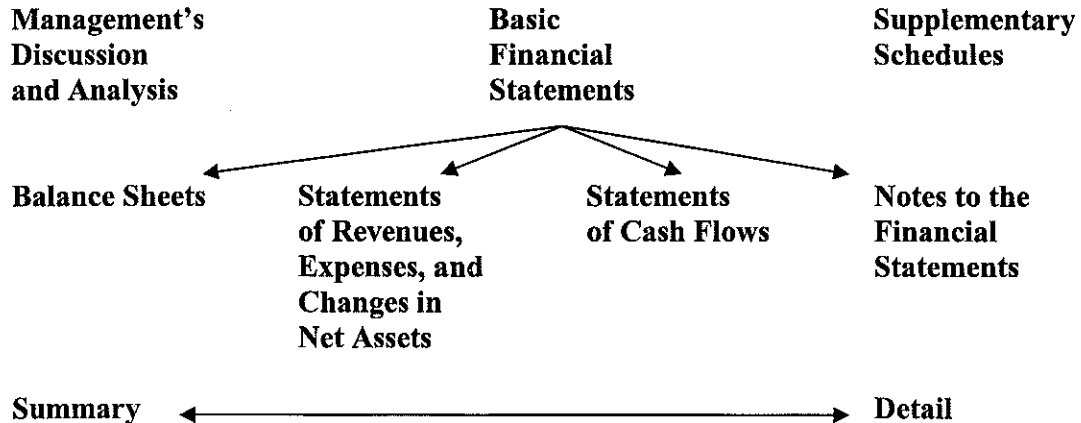 Management's
Discussion
and Analysis
Basic
Financial
Statements
Supplementary
Schedules
Balance Sheets
Statements
of Revenues,
Expenses, and
Changes in
Net Assets
Statements
of Cash Flows
Notes to the
Financial
Statements
Summary
Detail